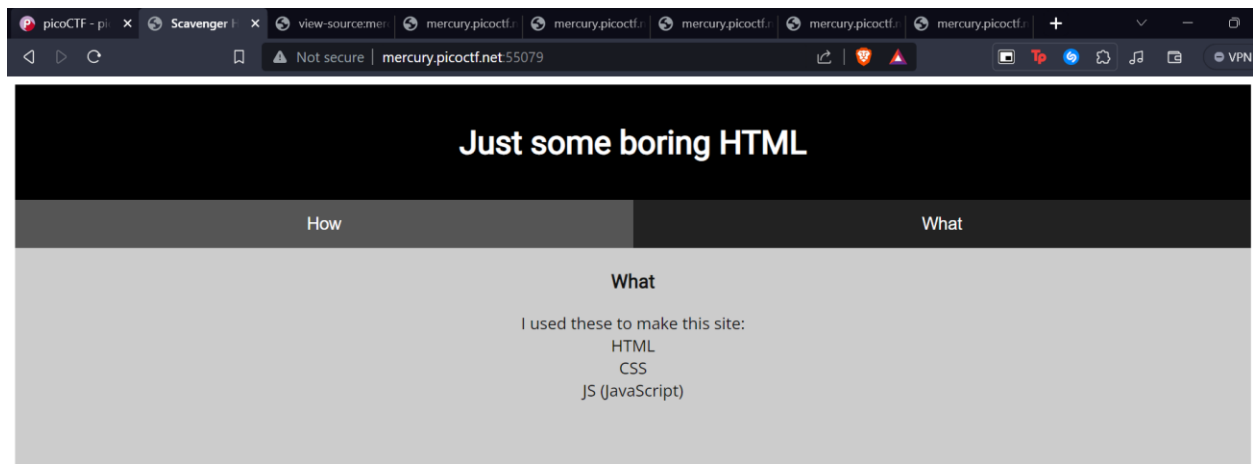 picoCTF - pi
Scavenger H
view-source:mer
mercury.picoctf.n
mercury.picoctf.n
mercury.picoctf.n
mercury.picoctf.n
mercury.picoctf.n
Not secure | mercury.picoctf.net:55079
Tp
VPN
Just some boring HTML
How What
What
I used these to make this site:
HTML
CSS
JS (JavaScript)